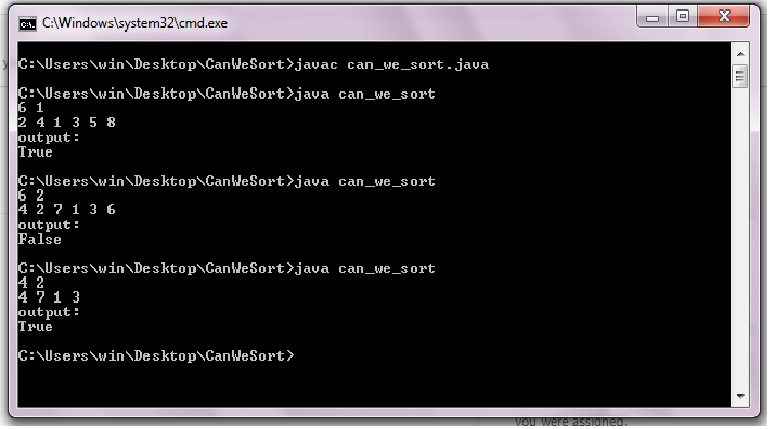 C:\Windows\system32\cmd.exe
C:\Users\win\Desktop\CanWeSort>javac can_we_sort.java
C:\Users\win\Desktop\CanWeSort>java can_we_sort
6 1
2 4 1 3 5 8
output:
True
C:\Users\win\Desktop\CanWeSort>java can_we_sort
6 2
4 2 7 1 3 6
output:
False
C:\Users\win\Desktop\CanWeSort>java can_we_sort
4 2
4 7 1 3
output:
True
C:\Users\win\Desktop\CanWeSort>
you were assigned.